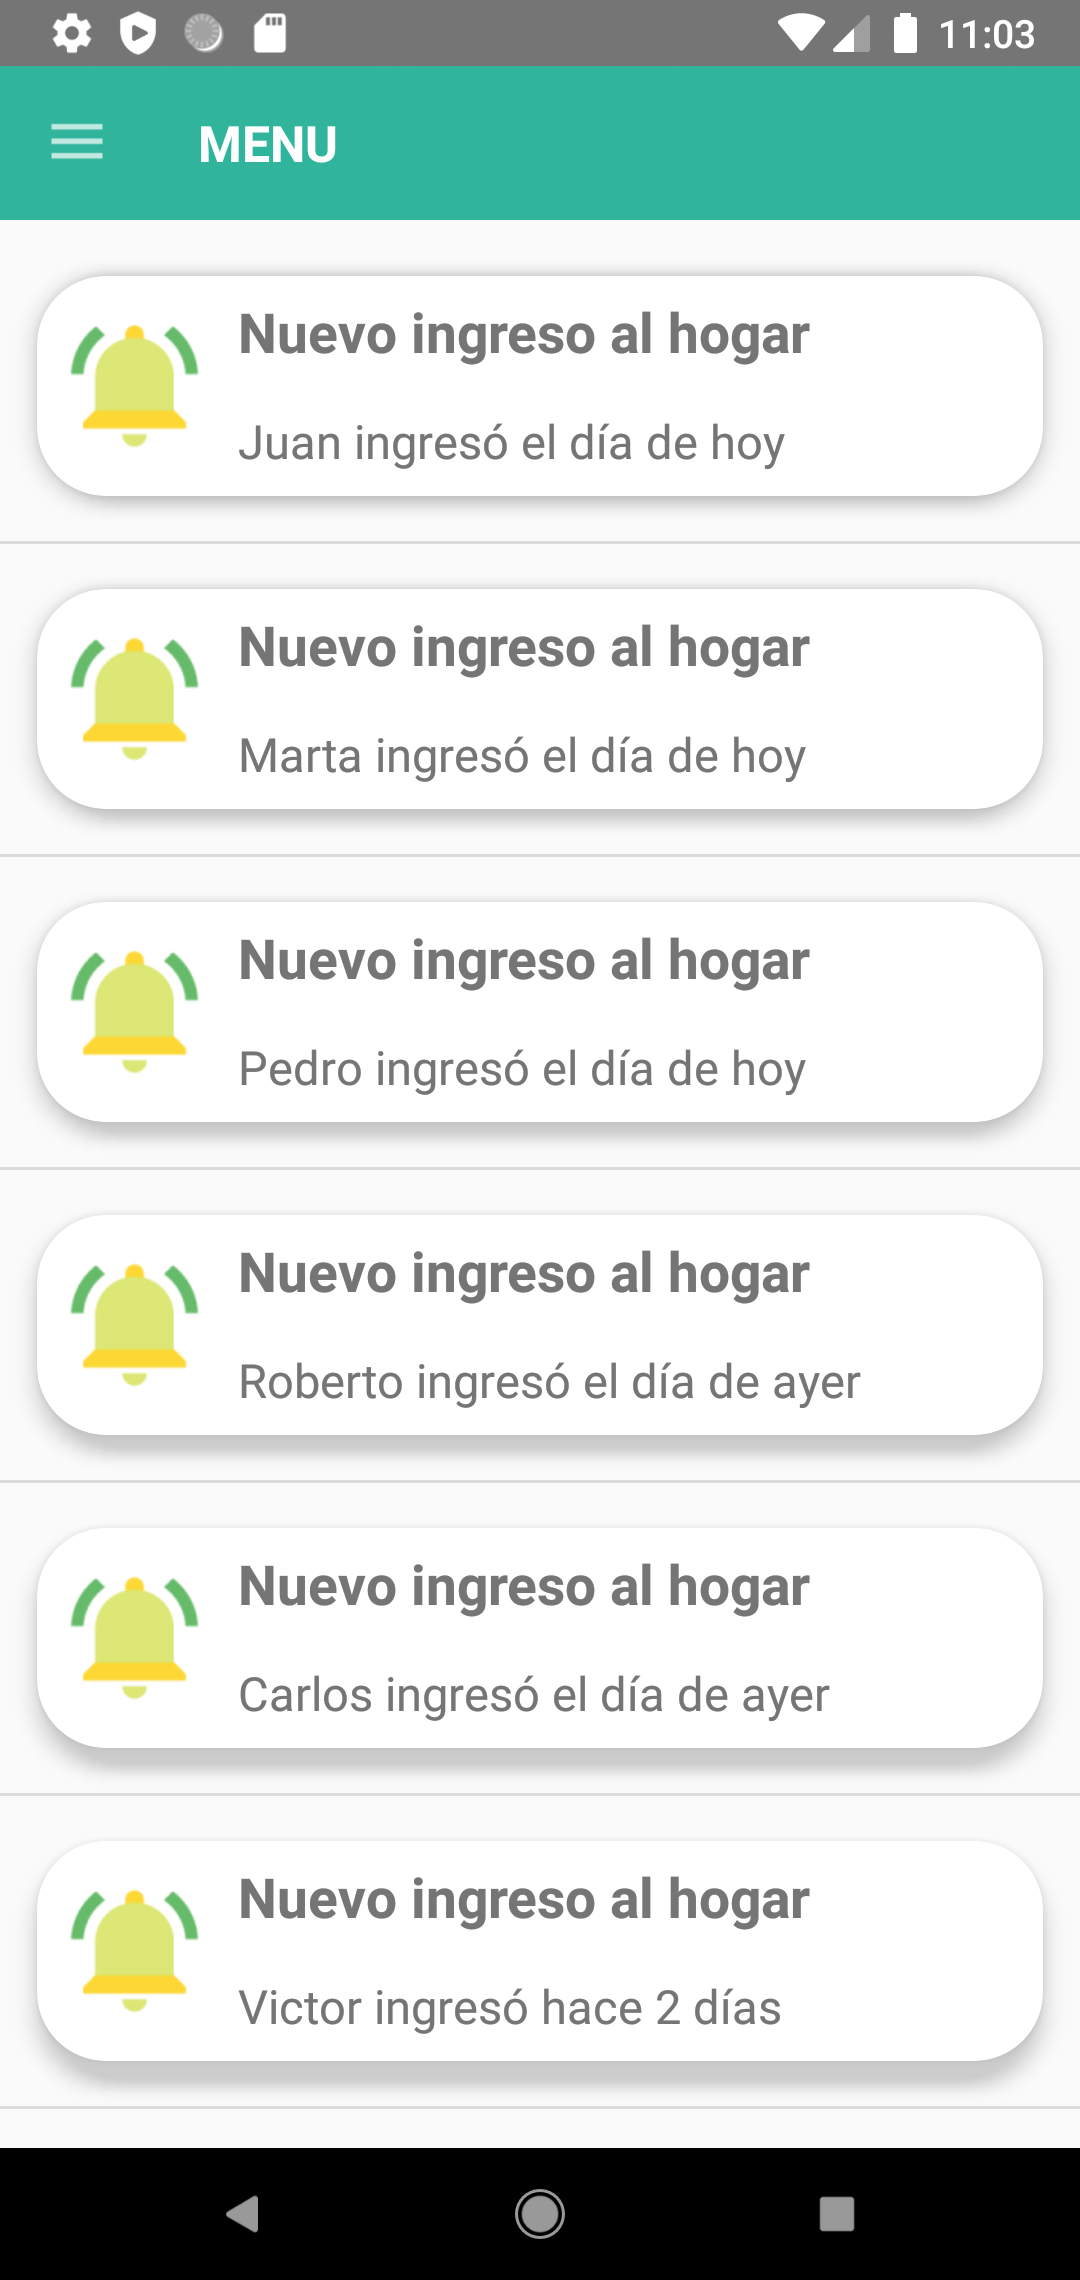 11:03
MENU
Nuevo ingreso al hogar
Juan ingresó el día de hoy
Nuevo ingreso al hogar
Marta ingresó el día de hoy
Nuevo ingreso al hogar
Pedro ingresó el día de hoy
Nuevo ingreso al hogar
Roberto ingresó el día de ayer
Nuevo ingreso al hogar
Carlos ingresó el día de ayer
Nuevo ingreso al hogar
Victor ingresó hace 2 días